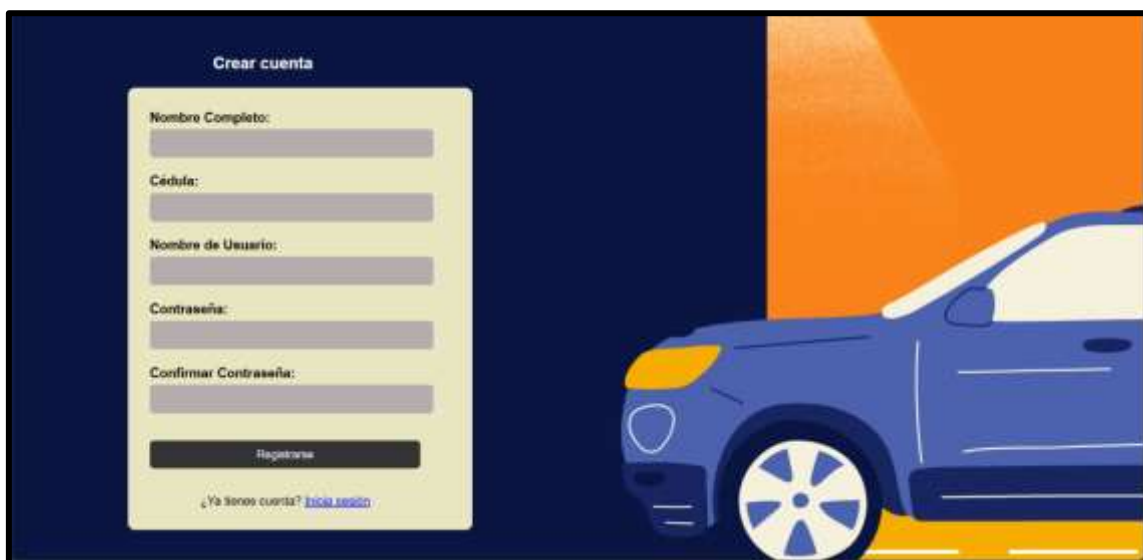 Crear cuenta
Nombre Completo:
Cédula:
Nombre de Usuario:
Contraseña:
Confirmar Contraseña:
Registrarse
¿Ya tienes cuenta? Inicia sesión